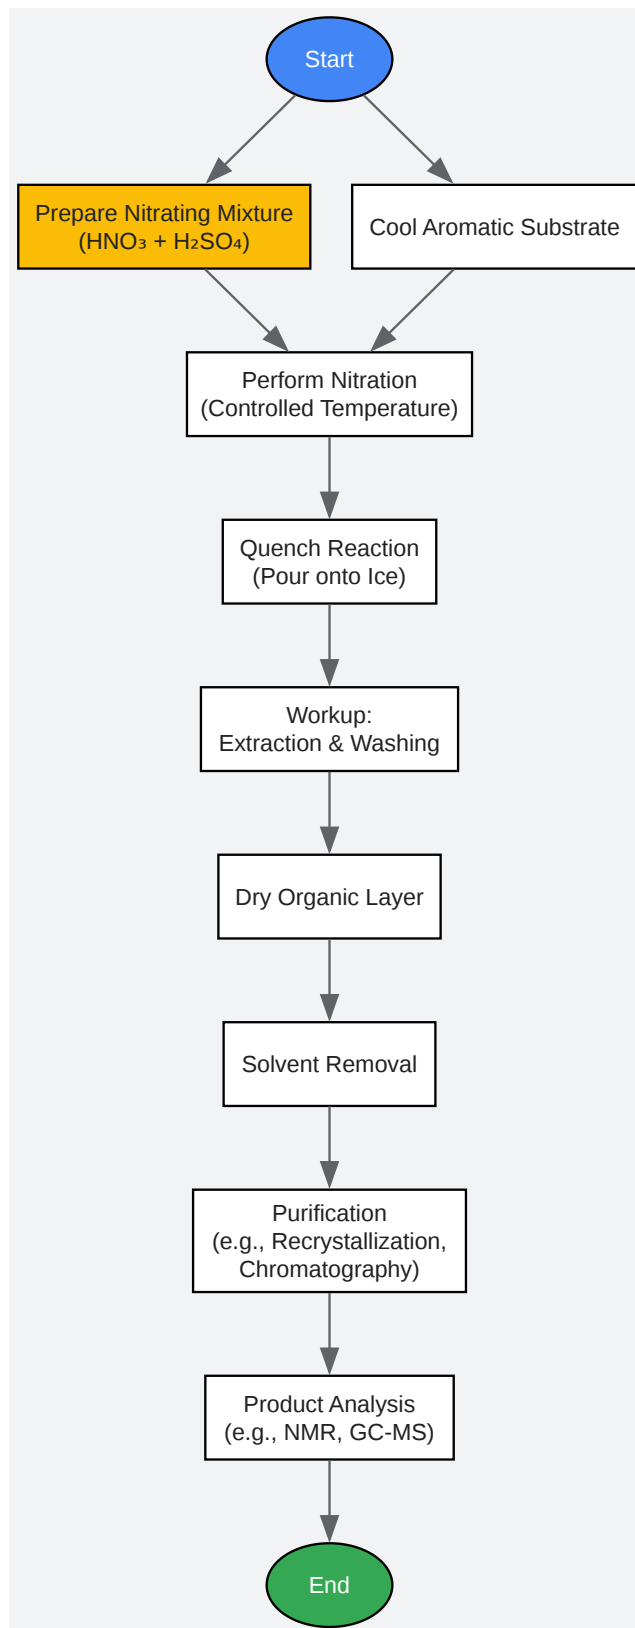 Start
Prepare Nitrating Mixture
(HNO₃ + H₂SO₄)
Cool Aromatic Substrate
Perform Nitration
(Controlled Temperature)
Quench Reaction
(Pour onto Ice)
Workup:
Extraction & Washing
Dry Organic Layer
Solvent Removal
Purification
(e.g., Recrystallization,
Chromatography)
Product Analysis
(e.g., NMR, GC-MS)
End